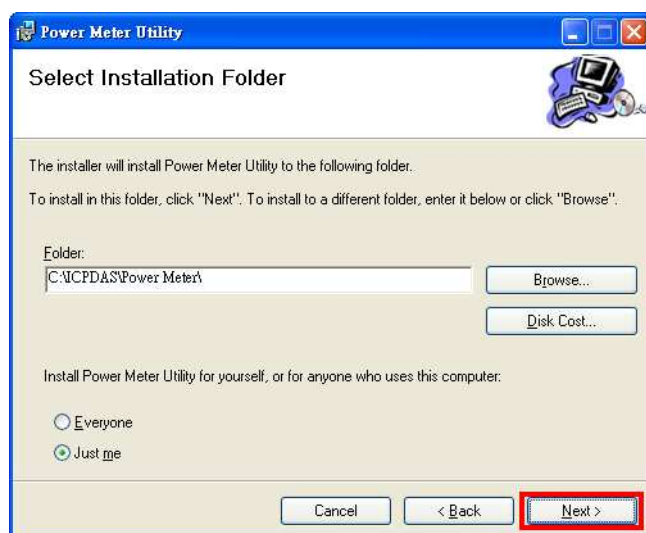 Power Meter Utility
Select Installation Folder
The installer will install Power Meter Utility to the following folder.
To install in this folder, click "Next". To install to a different folder, enter it below or click "Browse".
Folder:
C:\ICPDAS\Power Meter\
Browse...
Disk Cost...
Install Power Meter Utility for yourself, or for anyone who uses this computer:
Everyone
Just me
Cancel
< Back
Next >